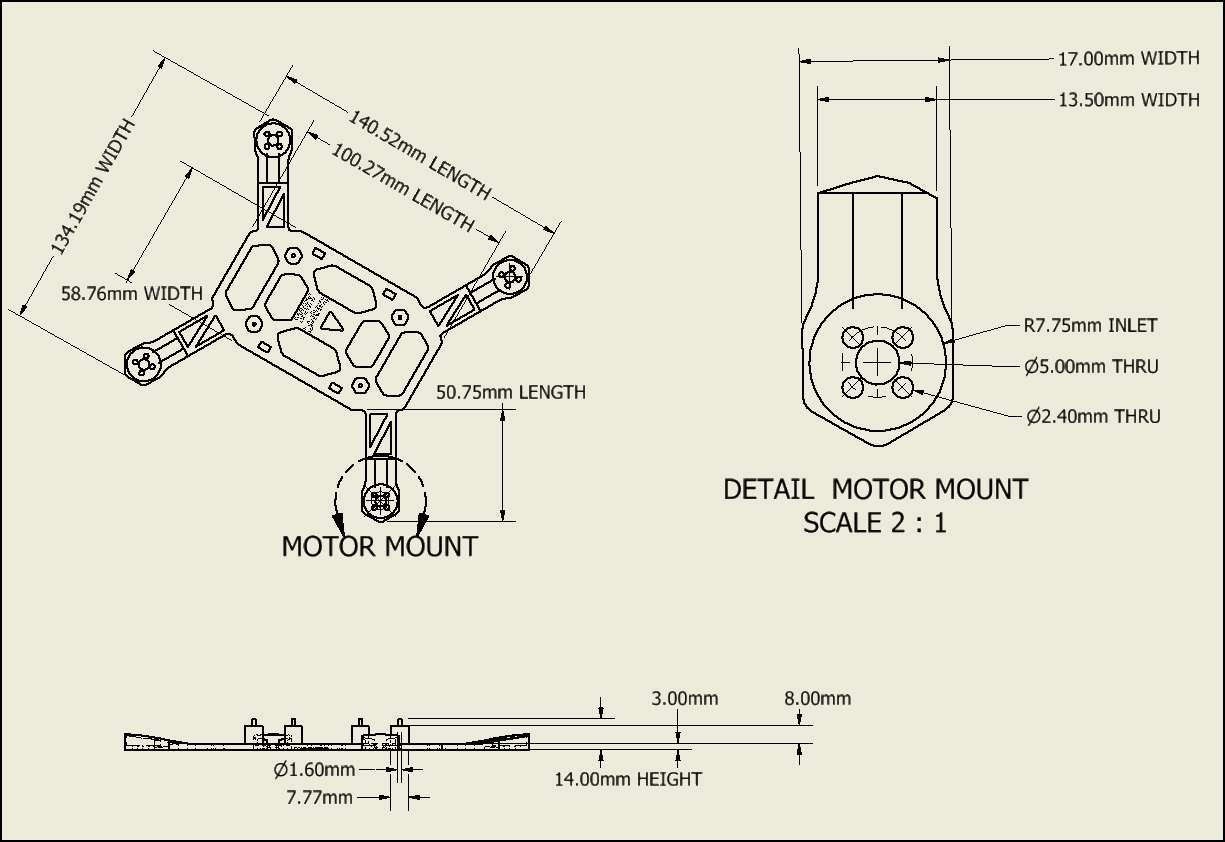 134.19mm WIDTH
140.52mm LENGTH
100.27mm LENGTH
58.76mm WIDTH
50.75mm LENGTH
MOTOR MOUNT
17.00mm WIDTH
13.50mm WIDTH
R7.75mm INLET
Ø5.00mm THRU
Ø2.40mm THRU
DETAIL MOTOR MOUNT
SCALE 2 : 1
3.00mm
8.00mm
Ø1.60mm
14.00mm HEIGHT
7.77mm